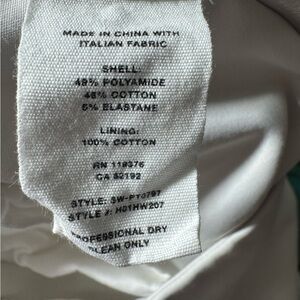 MADE IN CHINA WITH
ITALIAN FABRIC
SHELL:
49% POLYAMIDE
46% COTTON
5% ELASTANE
LINING:
100% COTTON
RN 119376
CA 52192
STYLE: SW-PT0797
STYLE #: H01HW207
PROFESSIONAL DRY
CLEAN ONLY